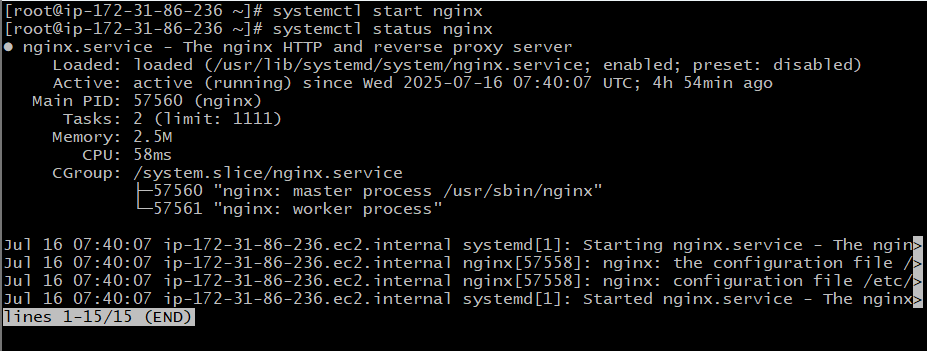 [root@ip-172-31-86-236 ~]# systemctl start nginx
[root@ip-172-31-86-236 ~]# systemctl status nginx
● nginx.service - The nginx HTTP and reverse proxy server
     Loaded: loaded (/usr/lib/systemd/system/nginx.service; enabled; preset: disabled)
     Active: active (running) since Wed 2025-07-16 07:40:07 UTC; 4h 54min ago
   Main PID: 57560 (nginx)
      Tasks: 2 (limit: 1111)
     Memory: 2.5M
        CPU: 58ms
     CGroup: /system.slice/nginx.service
             ├─57560 "nginx: master process /usr/sbin/nginx"
             └─57561 "nginx: worker process"

Jul 16 07:40:07 ip-172-31-86-236.ec2.internal systemd[1]: Starting nginx.service - The ngin>
Jul 16 07:40:07 ip-172-31-86-236.ec2.internal nginx[57558]: nginx: the configuration file />
Jul 16 07:40:07 ip-172-31-86-236.ec2.internal nginx[57558]: nginx: configuration file /etc/>
Jul 16 07:40:07 ip-172-31-86-236.ec2.internal systemd[1]: Started nginx.service - The nginx>
lines 1-15/15 (END)